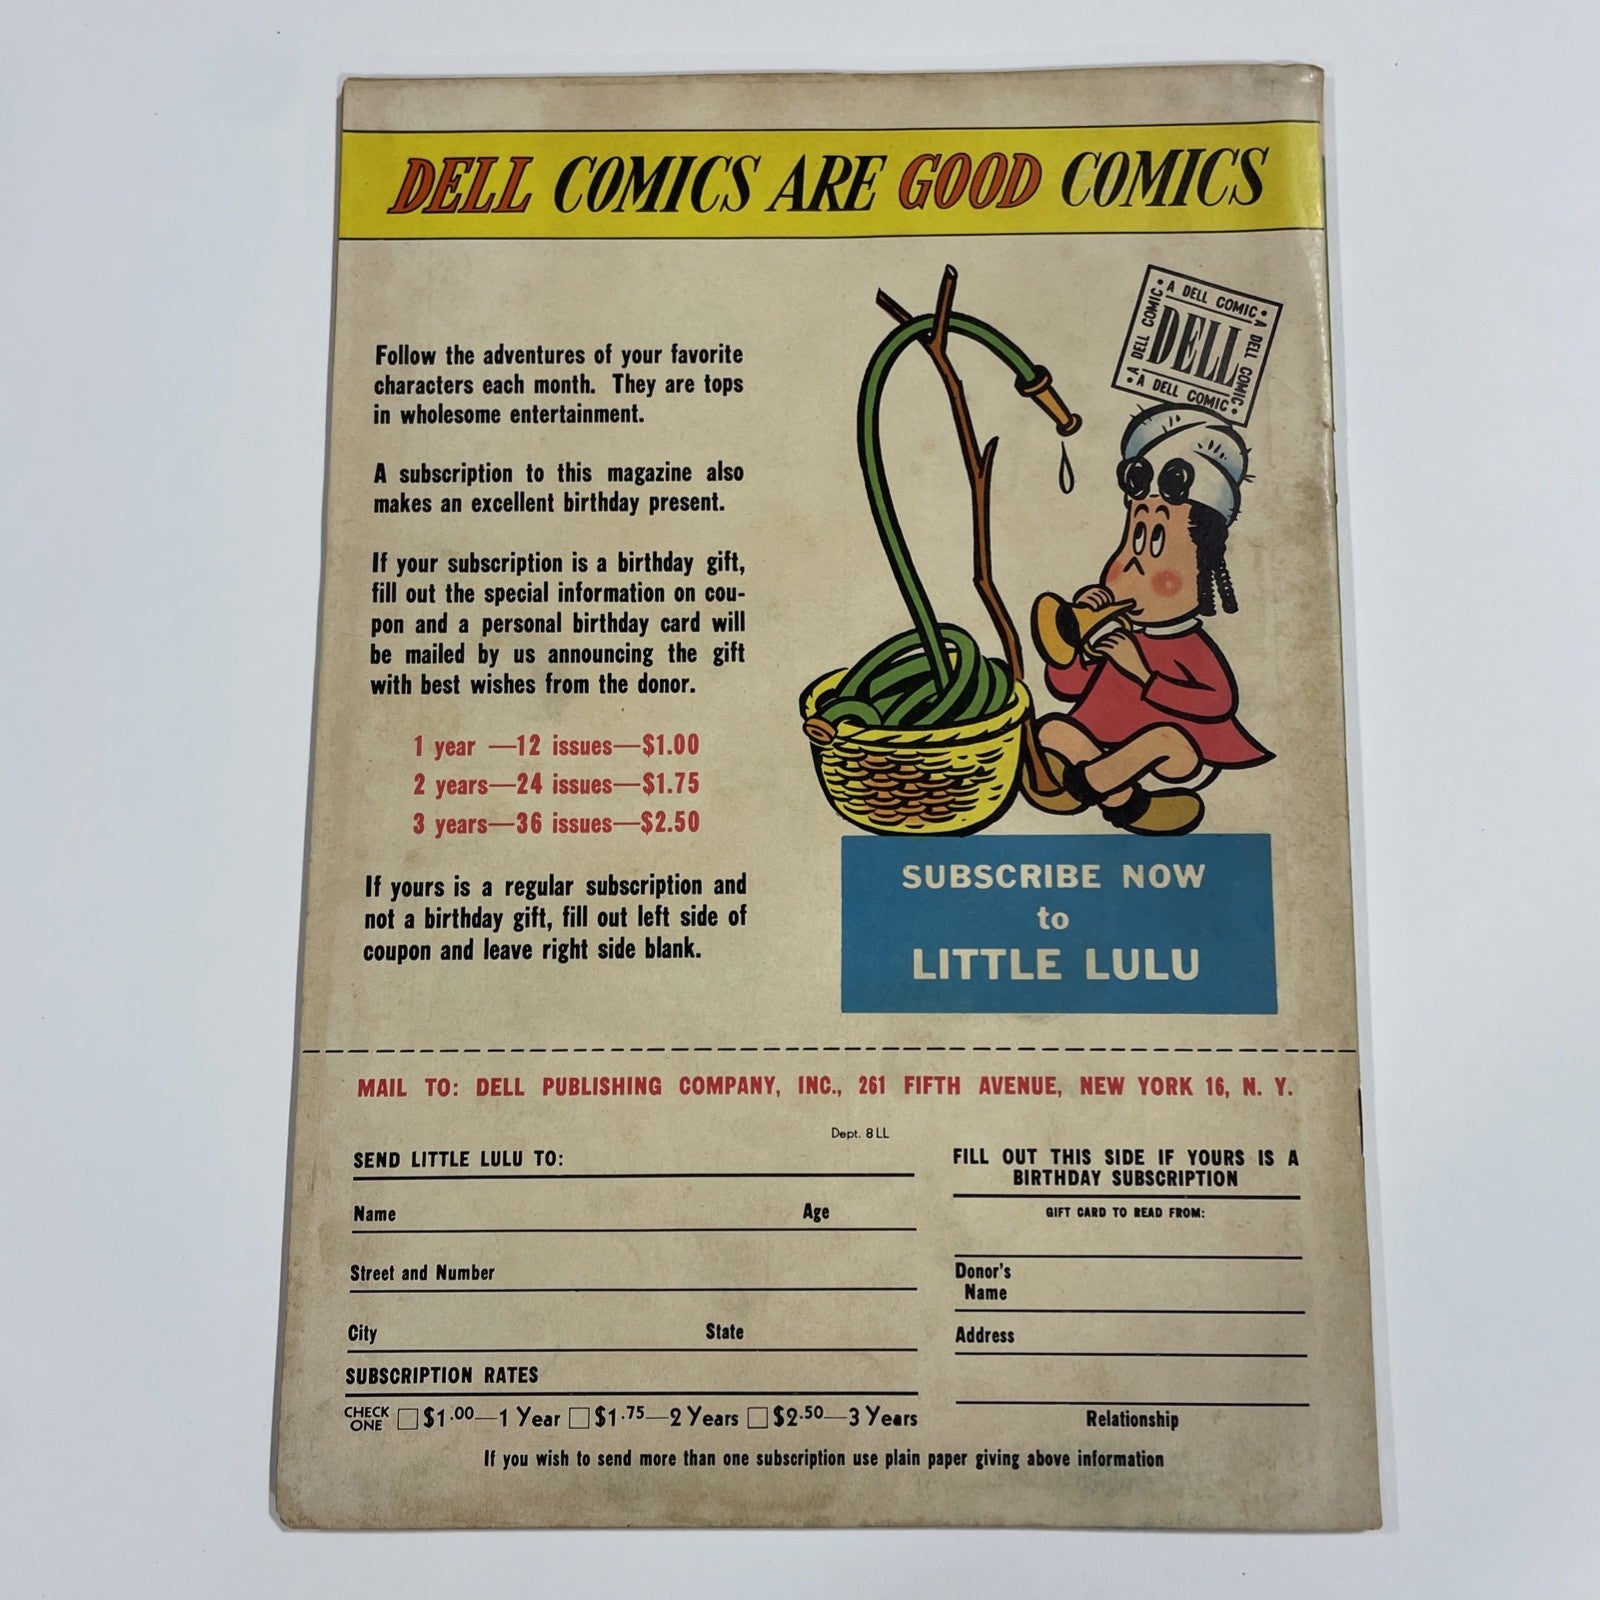 DELL COMICS ARE GOOD COMICS
• A DELL COMIC •
A DELL COMIC •
• A DELL COMIC •
A DELL COMIC
DELL
Follow the adventures of your favorite
characters each month. They are tops
in wholesome entertainment.
A subscription to this magazine also
makes an excellent birthday present.
If your subscription is a birthday gift,
fill out the special information on cou-
pon and a personal birthday card will
be mailed by us announcing the gift
with best wishes from the donor.
1 year —12 issues—$1.00
2 years—24 issues—$1.75
3 years—36 issues—$2.50
If yours is a regular subscription and
not a birthday gift, fill out left side of
coupon and leave right side blank.
SUBSCRIBE NOW
to
LITTLE LULU
MAIL TO: DELL PUBLISHING COMPANY, INC., 261 FIFTH AVENUE, NEW YORK 16, N. Y.
Dept. 8 LL
SEND LITTLE LULU TO:
Name Age
Street and Number
City State
SUBSCRIPTION RATES
CHECK
ONE
$1.00—1 Year $1.75—2 Years $2.50—3 Years
FILL OUT THIS SIDE IF YOURS IS A
BIRTHDAY SUBSCRIPTION
GIFT CARD TO READ FROM:
Donor's
Name
Address
Relationship
If you wish to send more than one subscription use plain paper giving above information